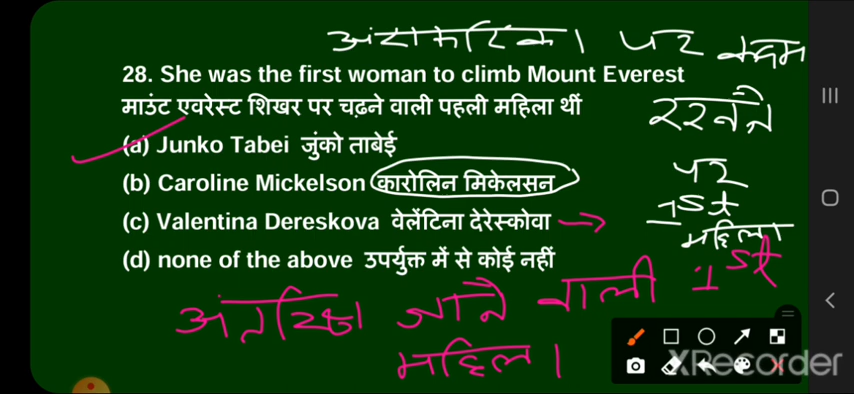 अंटाकरटिका पर कदम
28. She was the first woman to climb Mount Everest
माउंट एवरेस्ट शिखर पर चढ़ने वाली पहली महिला थीं
रखने
(a) Junko Tabei जुंको ताबेई
पर
(b) Caroline Mickelson कारोलिन मिकेलसन
1st
(c) Valentina Dereskova वेलेंटिना देरेस्कोवा
महिला
(d) none of the above उपर्युक्त में से कोई नहीं
अंतरिक्ष जाने वाली 1st
महिला
XRecorder